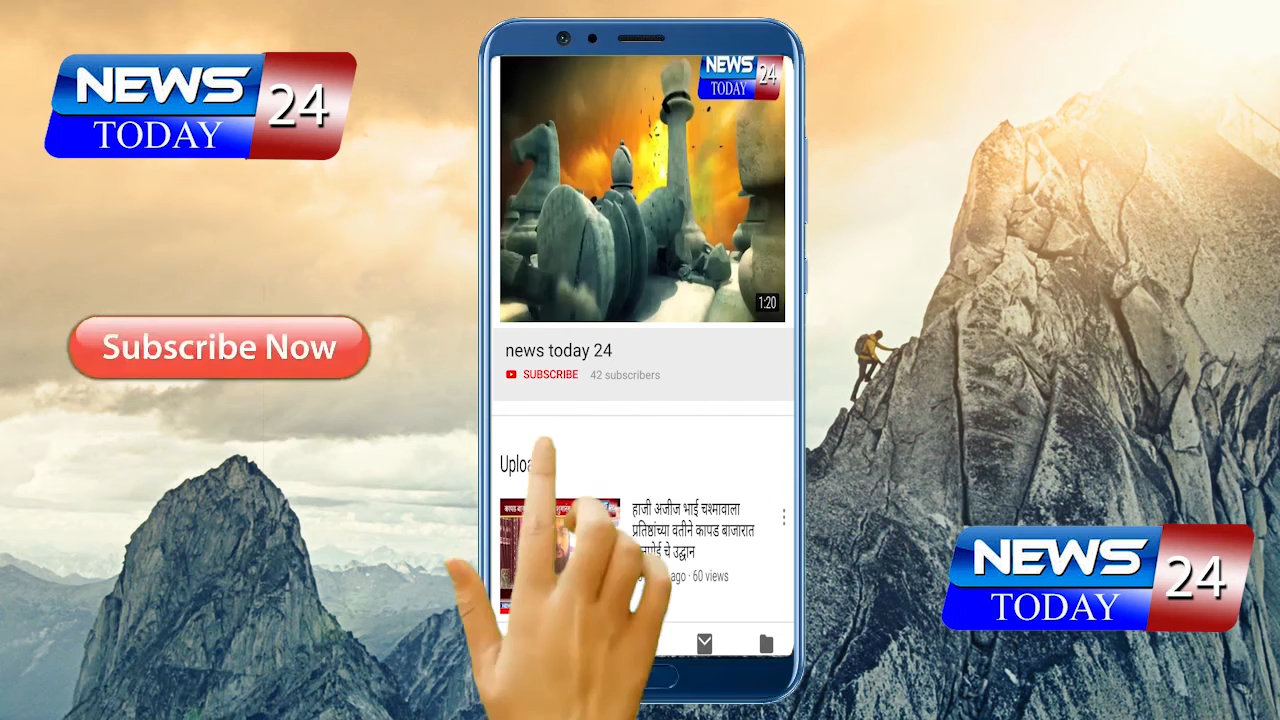 NEWS
TODAY
24
Subscribe Now
NEWS
TODAY
24
1:20
news today 24
SUBSCRIBE 42 subscribers
हाजी अजीज भाई चश्मावाला
प्रतिष्ठांच्या वतीने कापड बाजारात
चे उद्घान
ago · 60 views
NEWS
TODAY
24